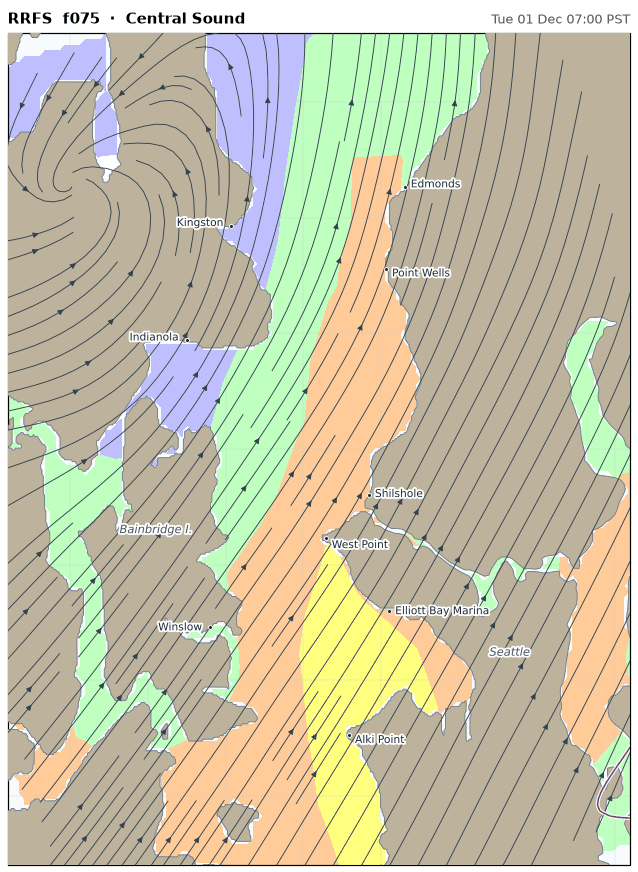 RRFS f075 · Central Sound
Tue 01 Dec 07:00 PST
Edmonds
Kingston
Point Wells
Indianola
Shilshole
Bainbridge I.
West Point
Elliott Bay Marina
Winslow
Seattle
Alki Point